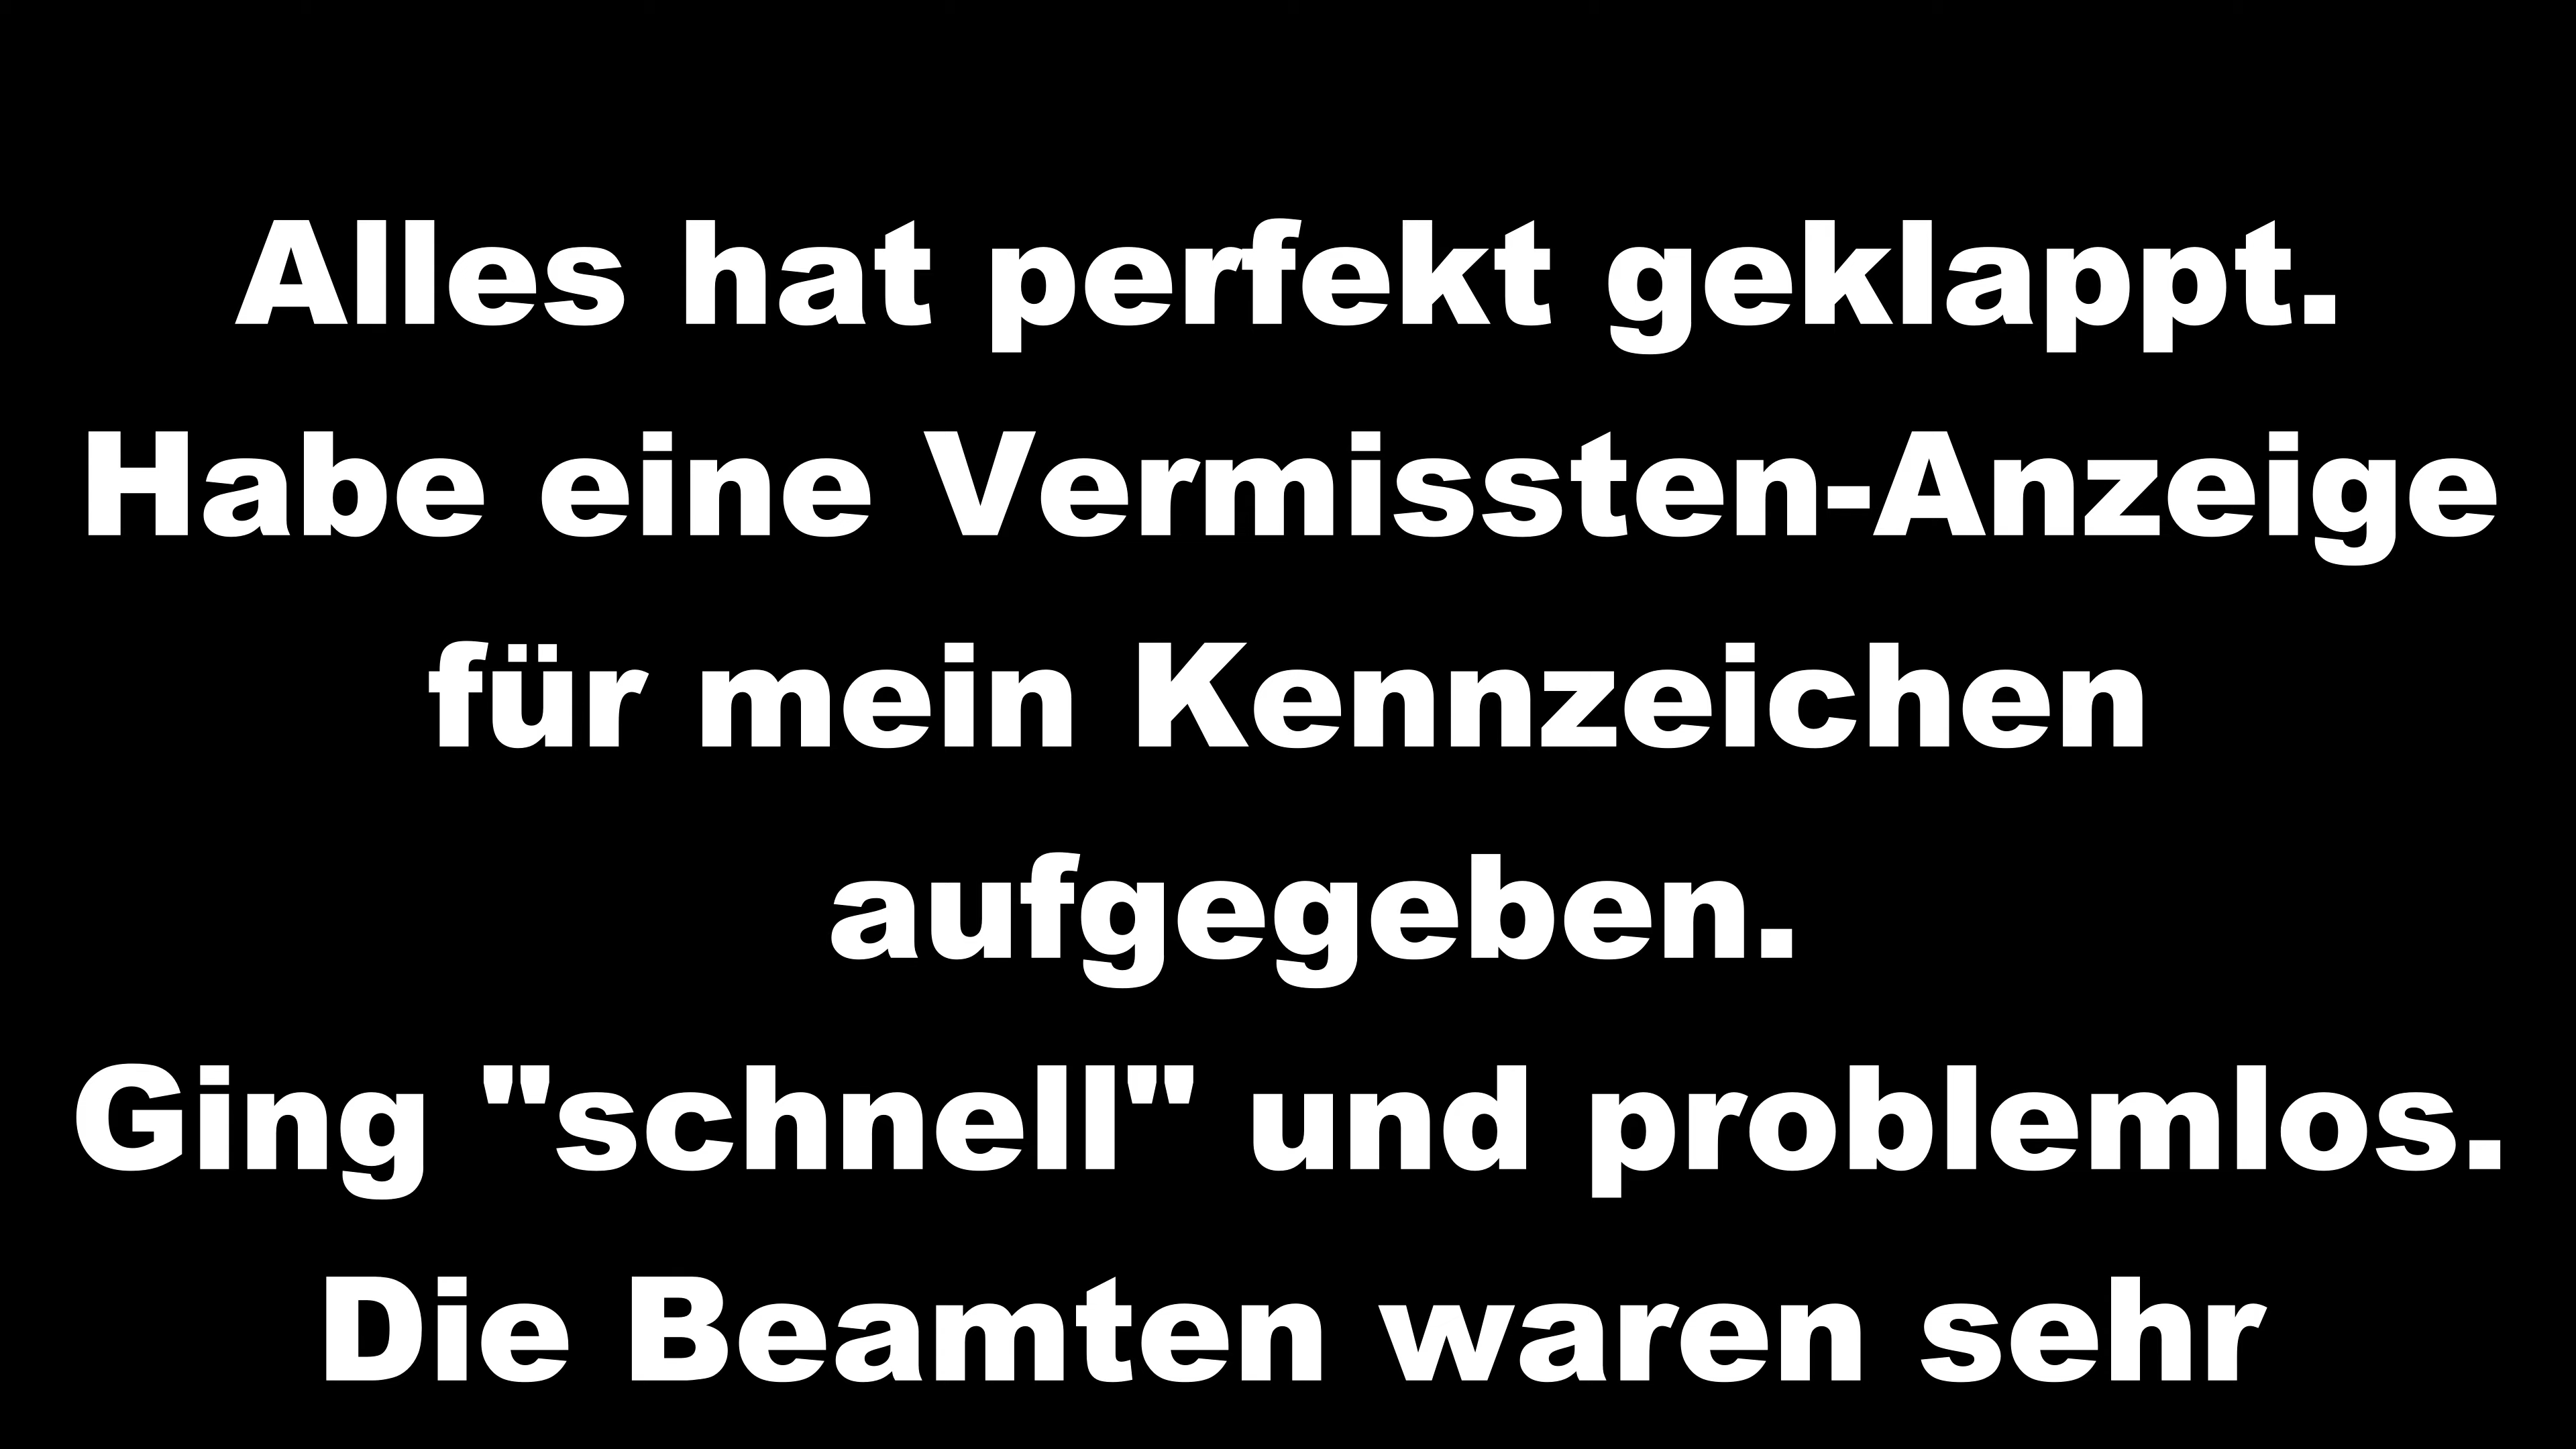 Alles hat perfekt geklappt.
Habe eine Vermissten-Anzeige
für mein Kennzeichen
aufgegeben.
Ging "schnell" und problemlos.
Die Beamten waren sehr